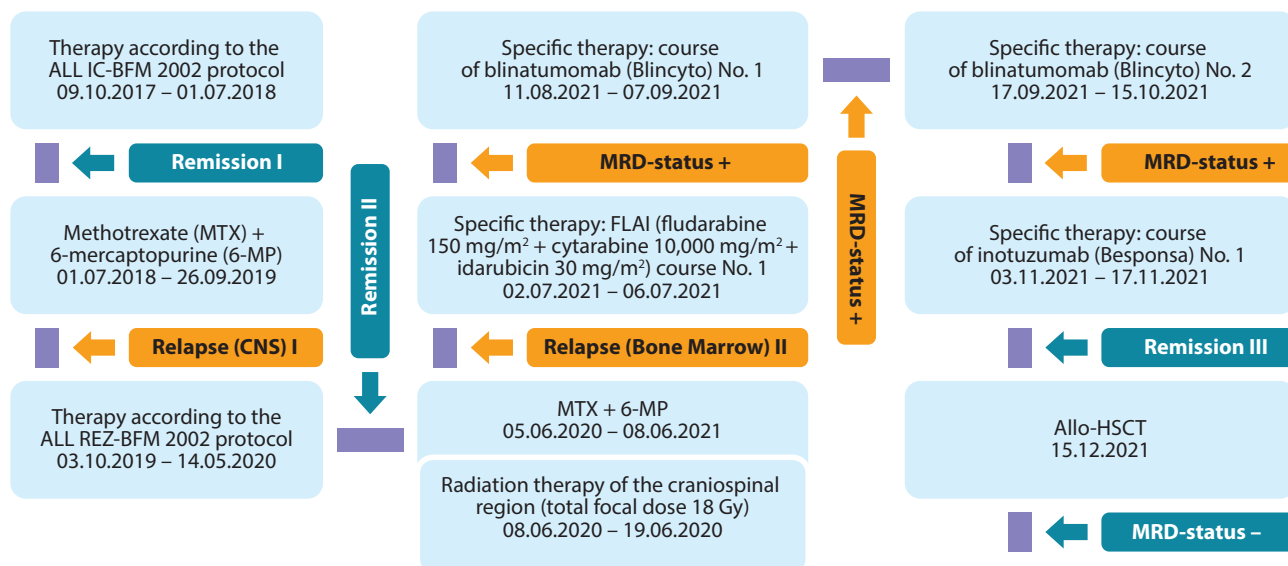 Therapy according to the
ALL IC-BFM 2002 protocol
09.10.2017 – 01.07.2018
Remission I
Methotrexate (MTX) +
6-mercaptopurine (6-MP)
01.07.2018 – 26.09.2019
Relapse (CNS) I
Therapy according to the
ALL REZ-BFM 2002 protocol
03.10.2019 – 14.05.2020
Remission II
Specific therapy: course
of blinatumomab (Blincyto) No. 1
11.08.2021 – 07.09.2021
MRD-status +
Specific therapy: FLAI (fludarabine
150 mg/m² + cytarabine 10,000 mg/m² +
idarubicin 30 mg/m²) course No. 1
02.07.2021 – 06.07.2021
Relapse (Bone Marrow) II
MTX + 6-MP
05.06.2020 – 08.06.2021
Radiation therapy of the craniospinal
region (total focal dose 18 Gy)
08.06.2020 – 19.06.2020
MRD-status +
Specific therapy: course
of blinatumomab (Blincyto) No. 2
17.09.2021 – 15.10.2021
MRD-status +
Specific therapy: course
of inotuzumab (Besponsa) No. 1
03.11.2021 – 17.11.2021
Remission III
Allo-HSCT
15.12.2021
MRD-status –